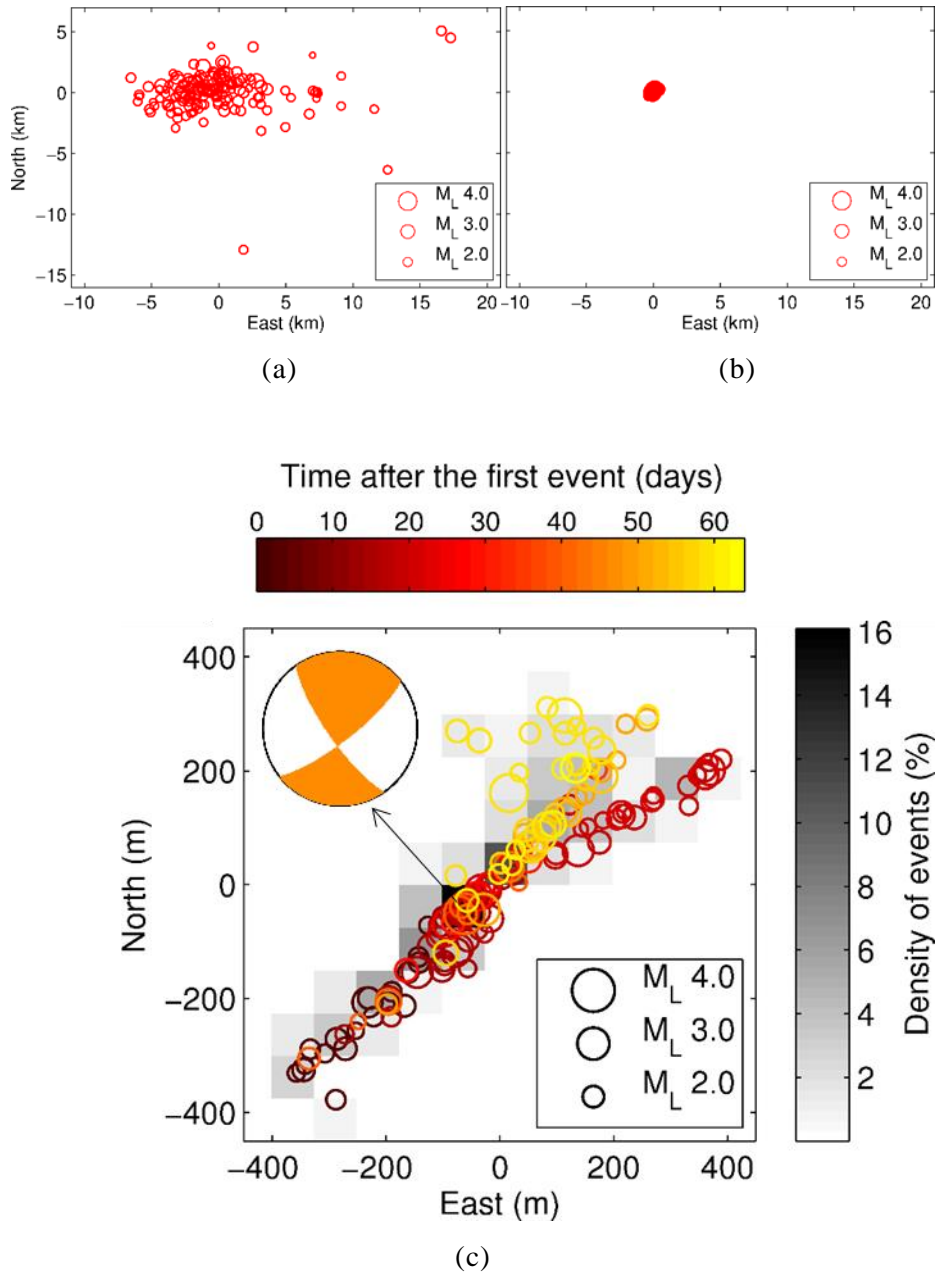 5
0
−5
−10
−15
North (km)
−10 −5 0 5 10 15 20
East (km)
M_L 4.0
M_L 3.0
M_L 2.0
(a)
−10 −5 0 5 10 15 20
East (km)
M_L 4.0
M_L 3.0
M_L 2.0
(b)
Time after the first event (days)
0 10 20 30 40 50 60
400
200
0
−200
−400
North (m)
−400 −200 0 200 400
East (m)
M_L 4.0
M_L 3.0
M_L 2.0
16
14
12
10
8
6
4
2
Density of events (%)
(c)